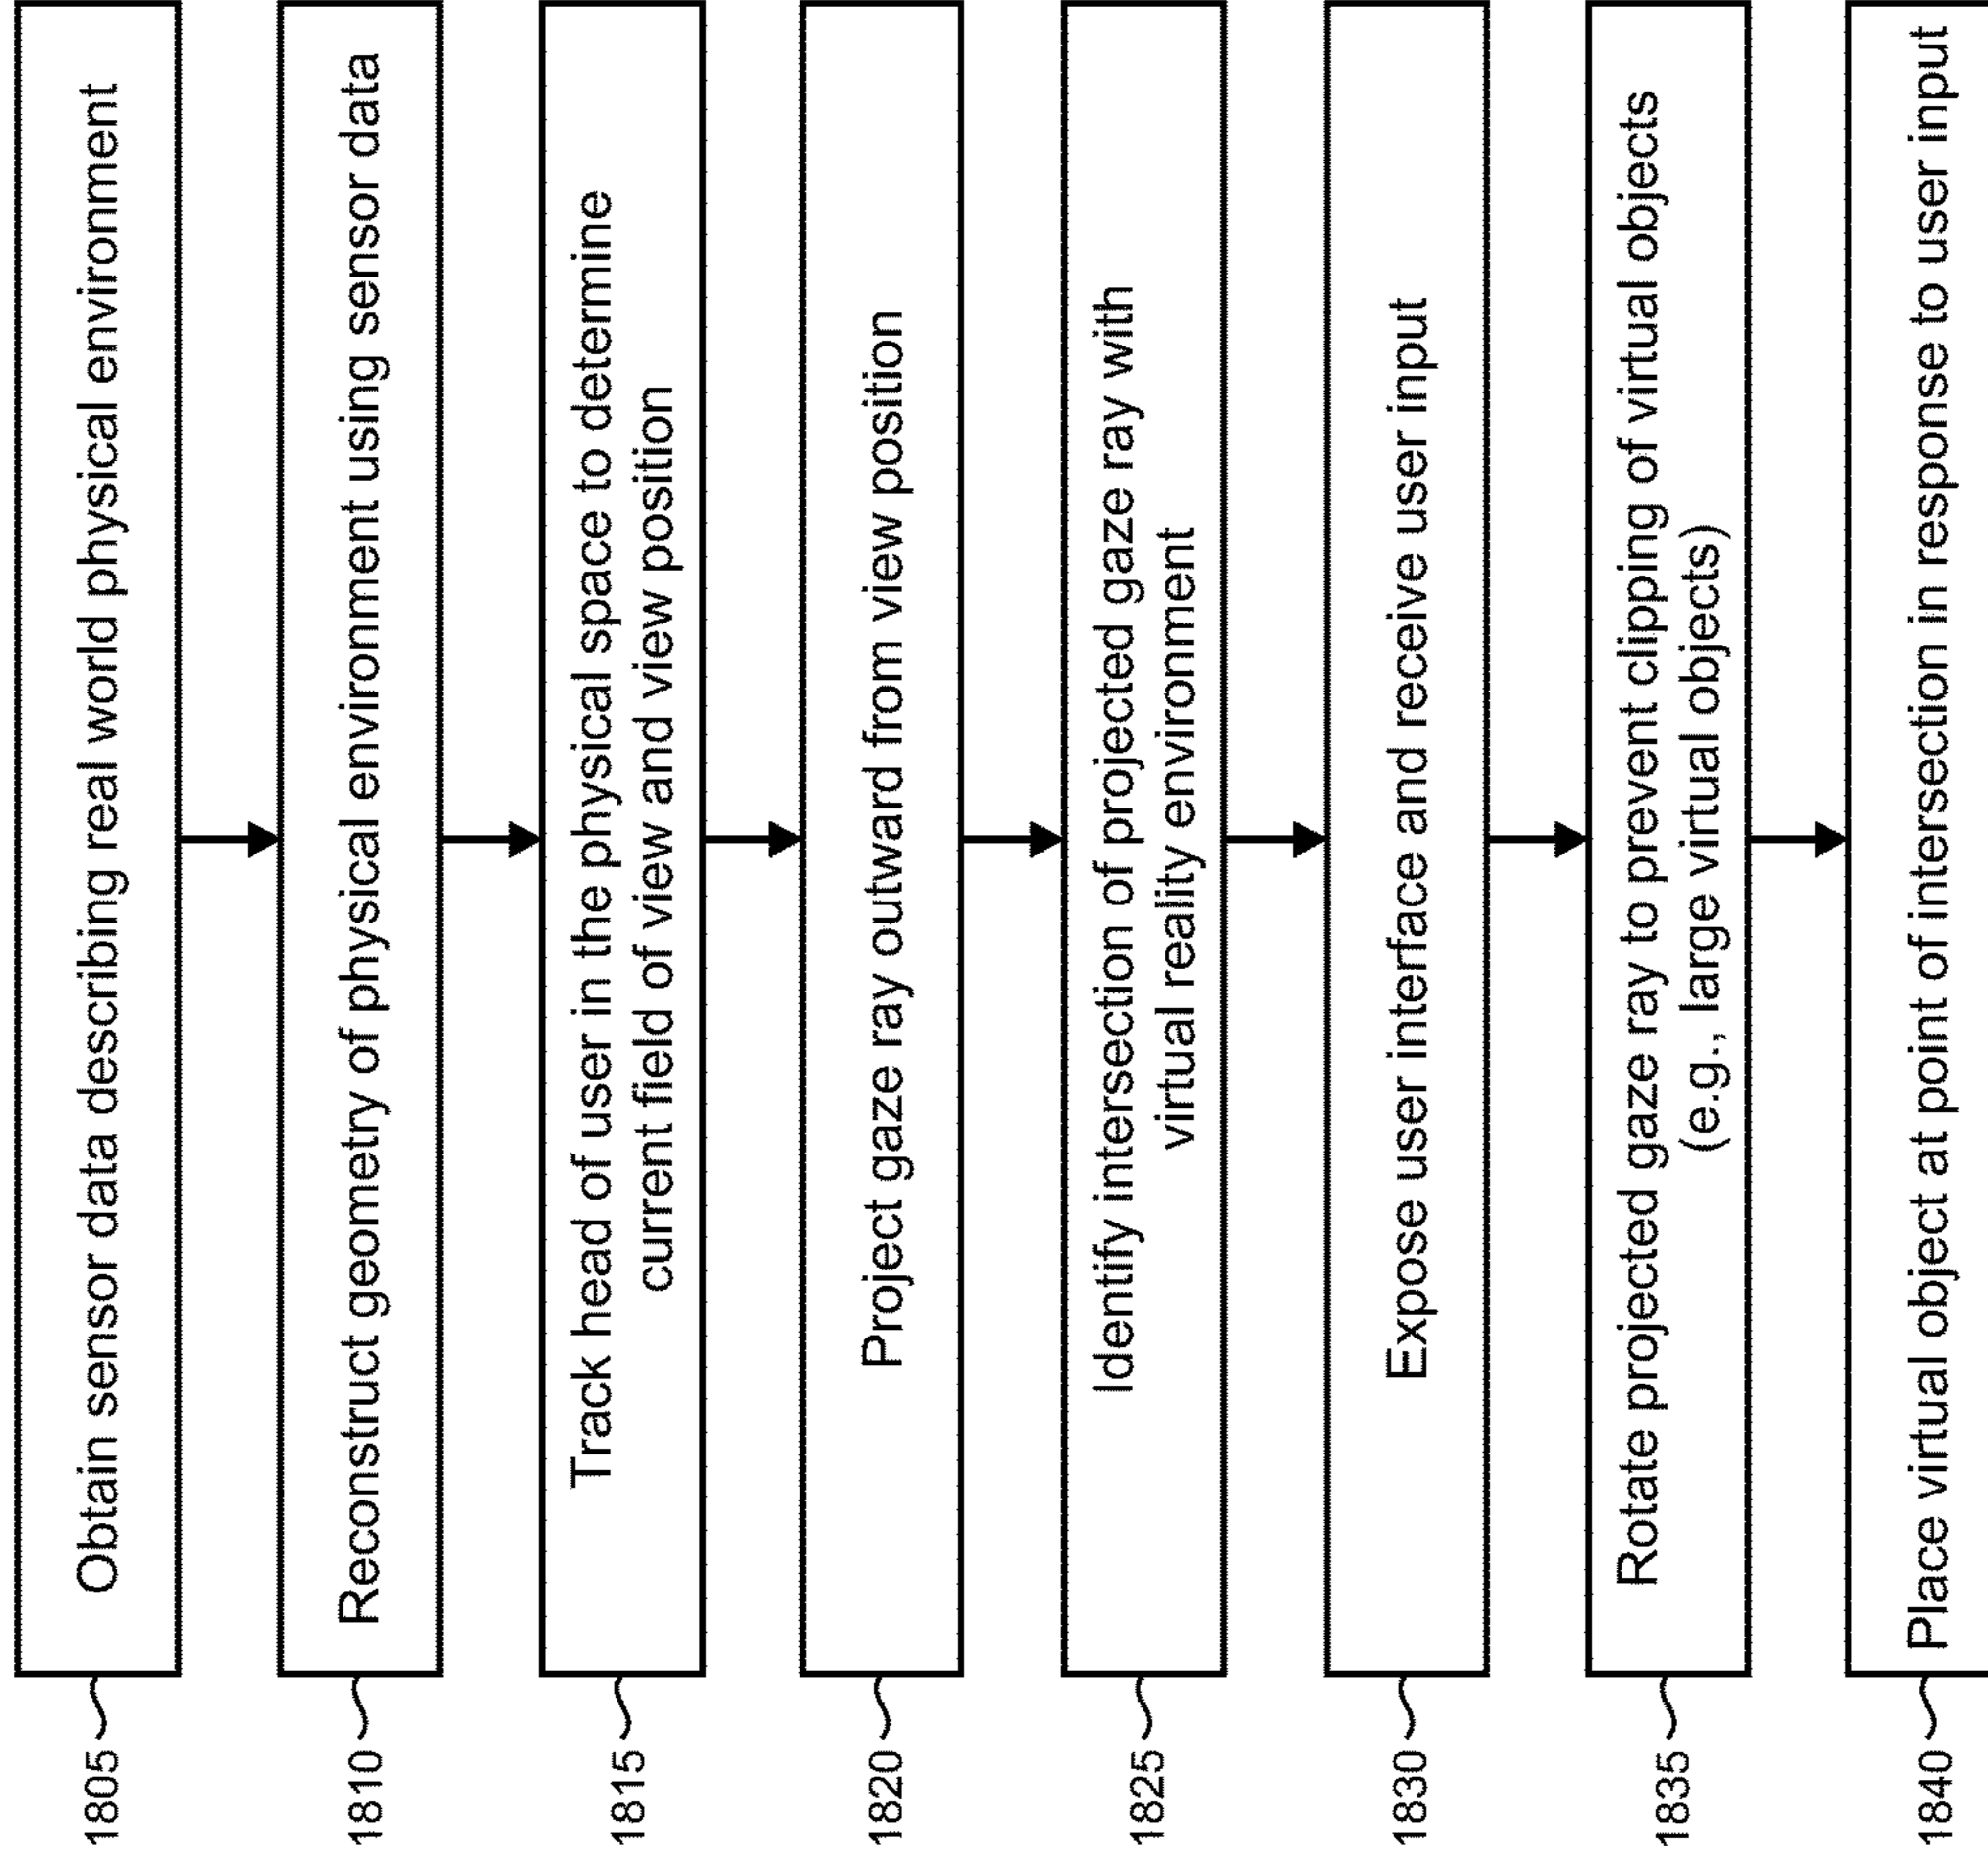 1805
Obtain sensor data describing real world physical environment
1810
Reconstruct geometry of physical environment using sensor data
1815
Track head of user in the physical space to determine
current field of view and view position
1820
Project gaze ray outward from view position
1825
Identify intersection of projected gaze ray with
virtual reality environment
1830
Expose user interface and receive user input
1835
Rotate projected gaze ray to prevent clipping of virtual objects
(e.g., large virtual objects)
1840
Place virtual object at point of intersection in response to user input